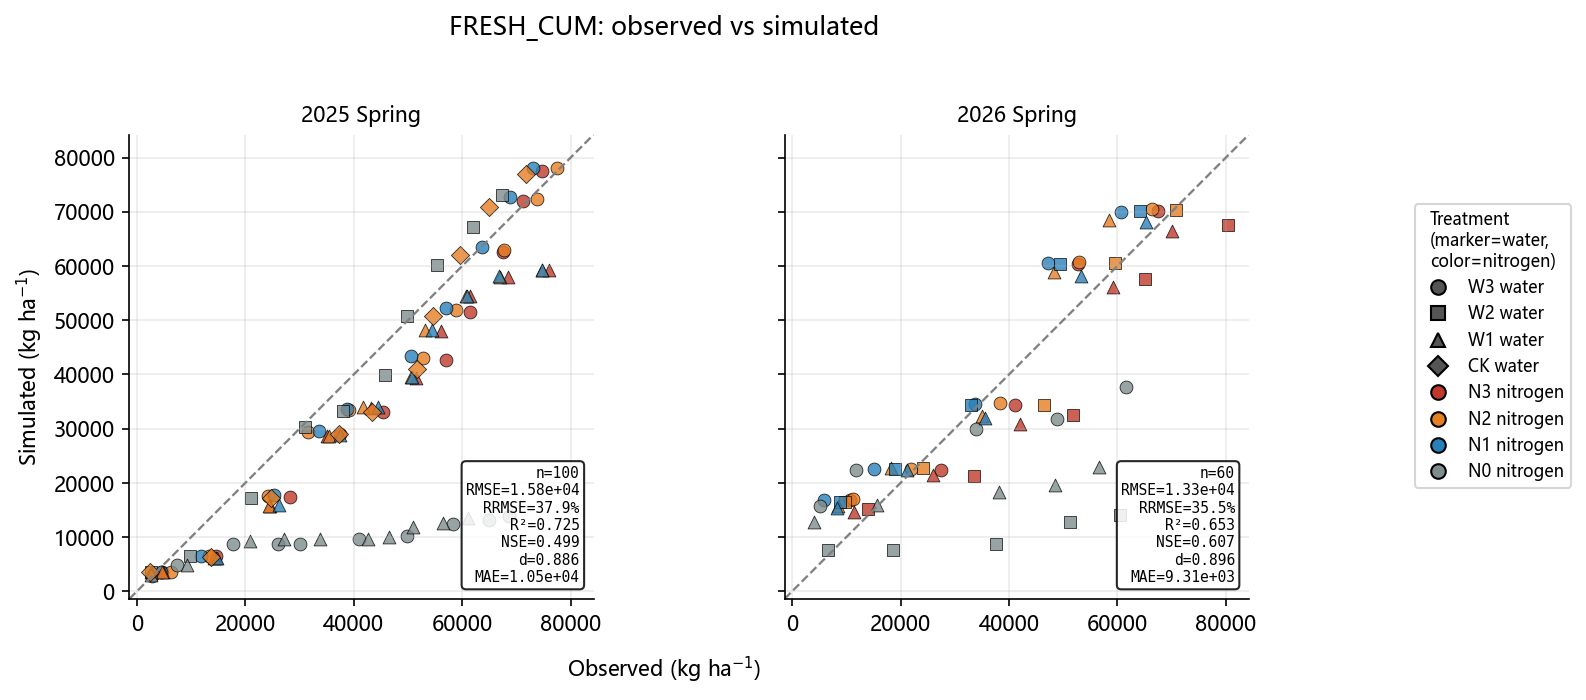 FRESH_CUM: observed vs simulated
2025 Spring
2026 Spring
Simulated (kg ha⁻¹)
80000
70000
60000
50000
40000
30000
20000
10000
0
0 20000 40000 60000 80000
0 20000 40000 60000 80000
Observed (kg ha⁻¹)
n=100
RMSE=1.58e+04
RRMSE=37.9%
R²=0.725
NSE=0.499
d=0.886
MAE=1.05e+04
n=60
RMSE=1.33e+04
RRMSE=35.5%
R²=0.653
NSE=0.607
d=0.896
MAE=9.31e+03
Treatment
(marker=water,
color=nitrogen)
W3 water
W2 water
W1 water
CK water
N3 nitrogen
N2 nitrogen
N1 nitrogen
N0 nitrogen